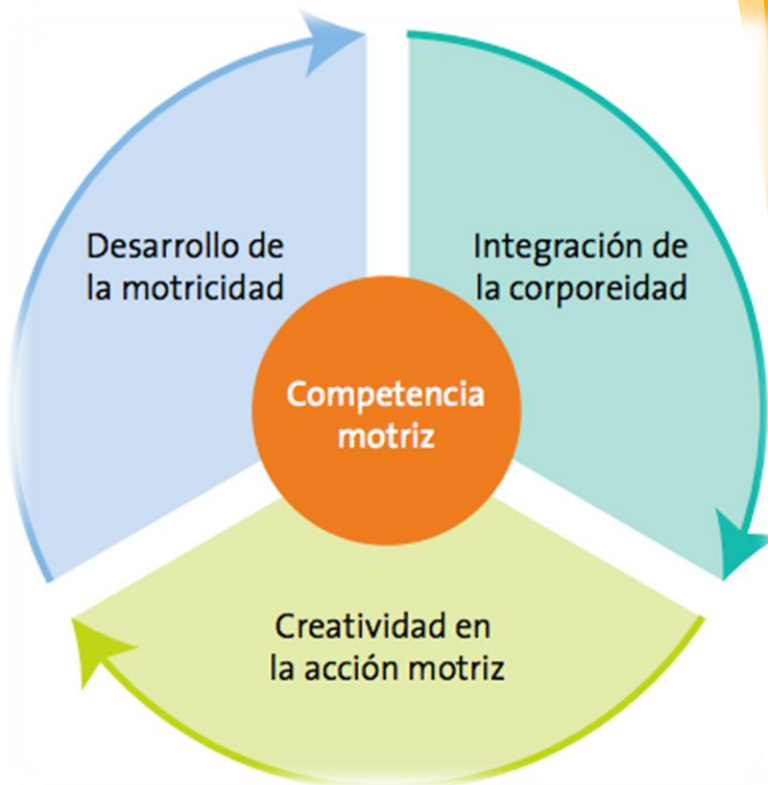 Desarrollo de
la motricidad
Integración de
la corporeidad
Competencia
motriz
Creatividad en
la acción motriz